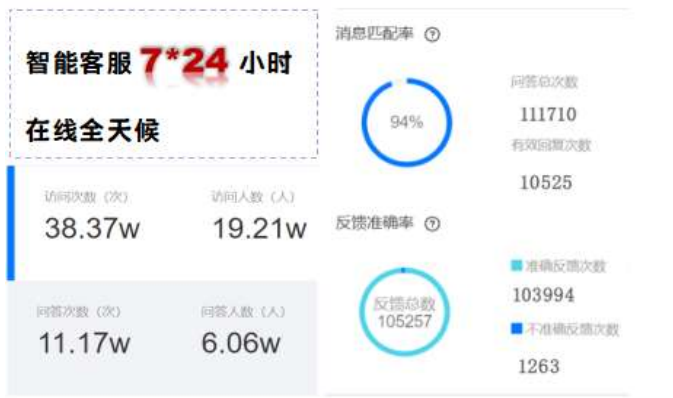 智能客服 7*24 小时
在线全天候
访问次数（次） 访问人数（人）
38.37w 19.21w
问答次数（次） 问答人数（人）
11.17w 6.06w
消息匹配率 ?
94%
问答总次数
111710
有效回复次数
10525
反馈准确率 ?
反馈总数
105257
准确反馈次数
103994
不准确反馈次数
1263